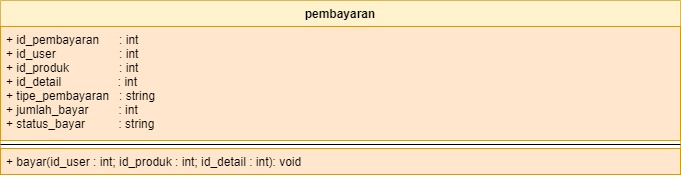 pembayaran
+ id_pembayaran : int
+ id_user : int
+ id_produk : int
+ id_detail : int
+ tipe_pembayaran : string
+ jumlah_bayar : int
+ status_bayar : string
+ bayar(id_user : int; id_produk : int; id_detail : int): void